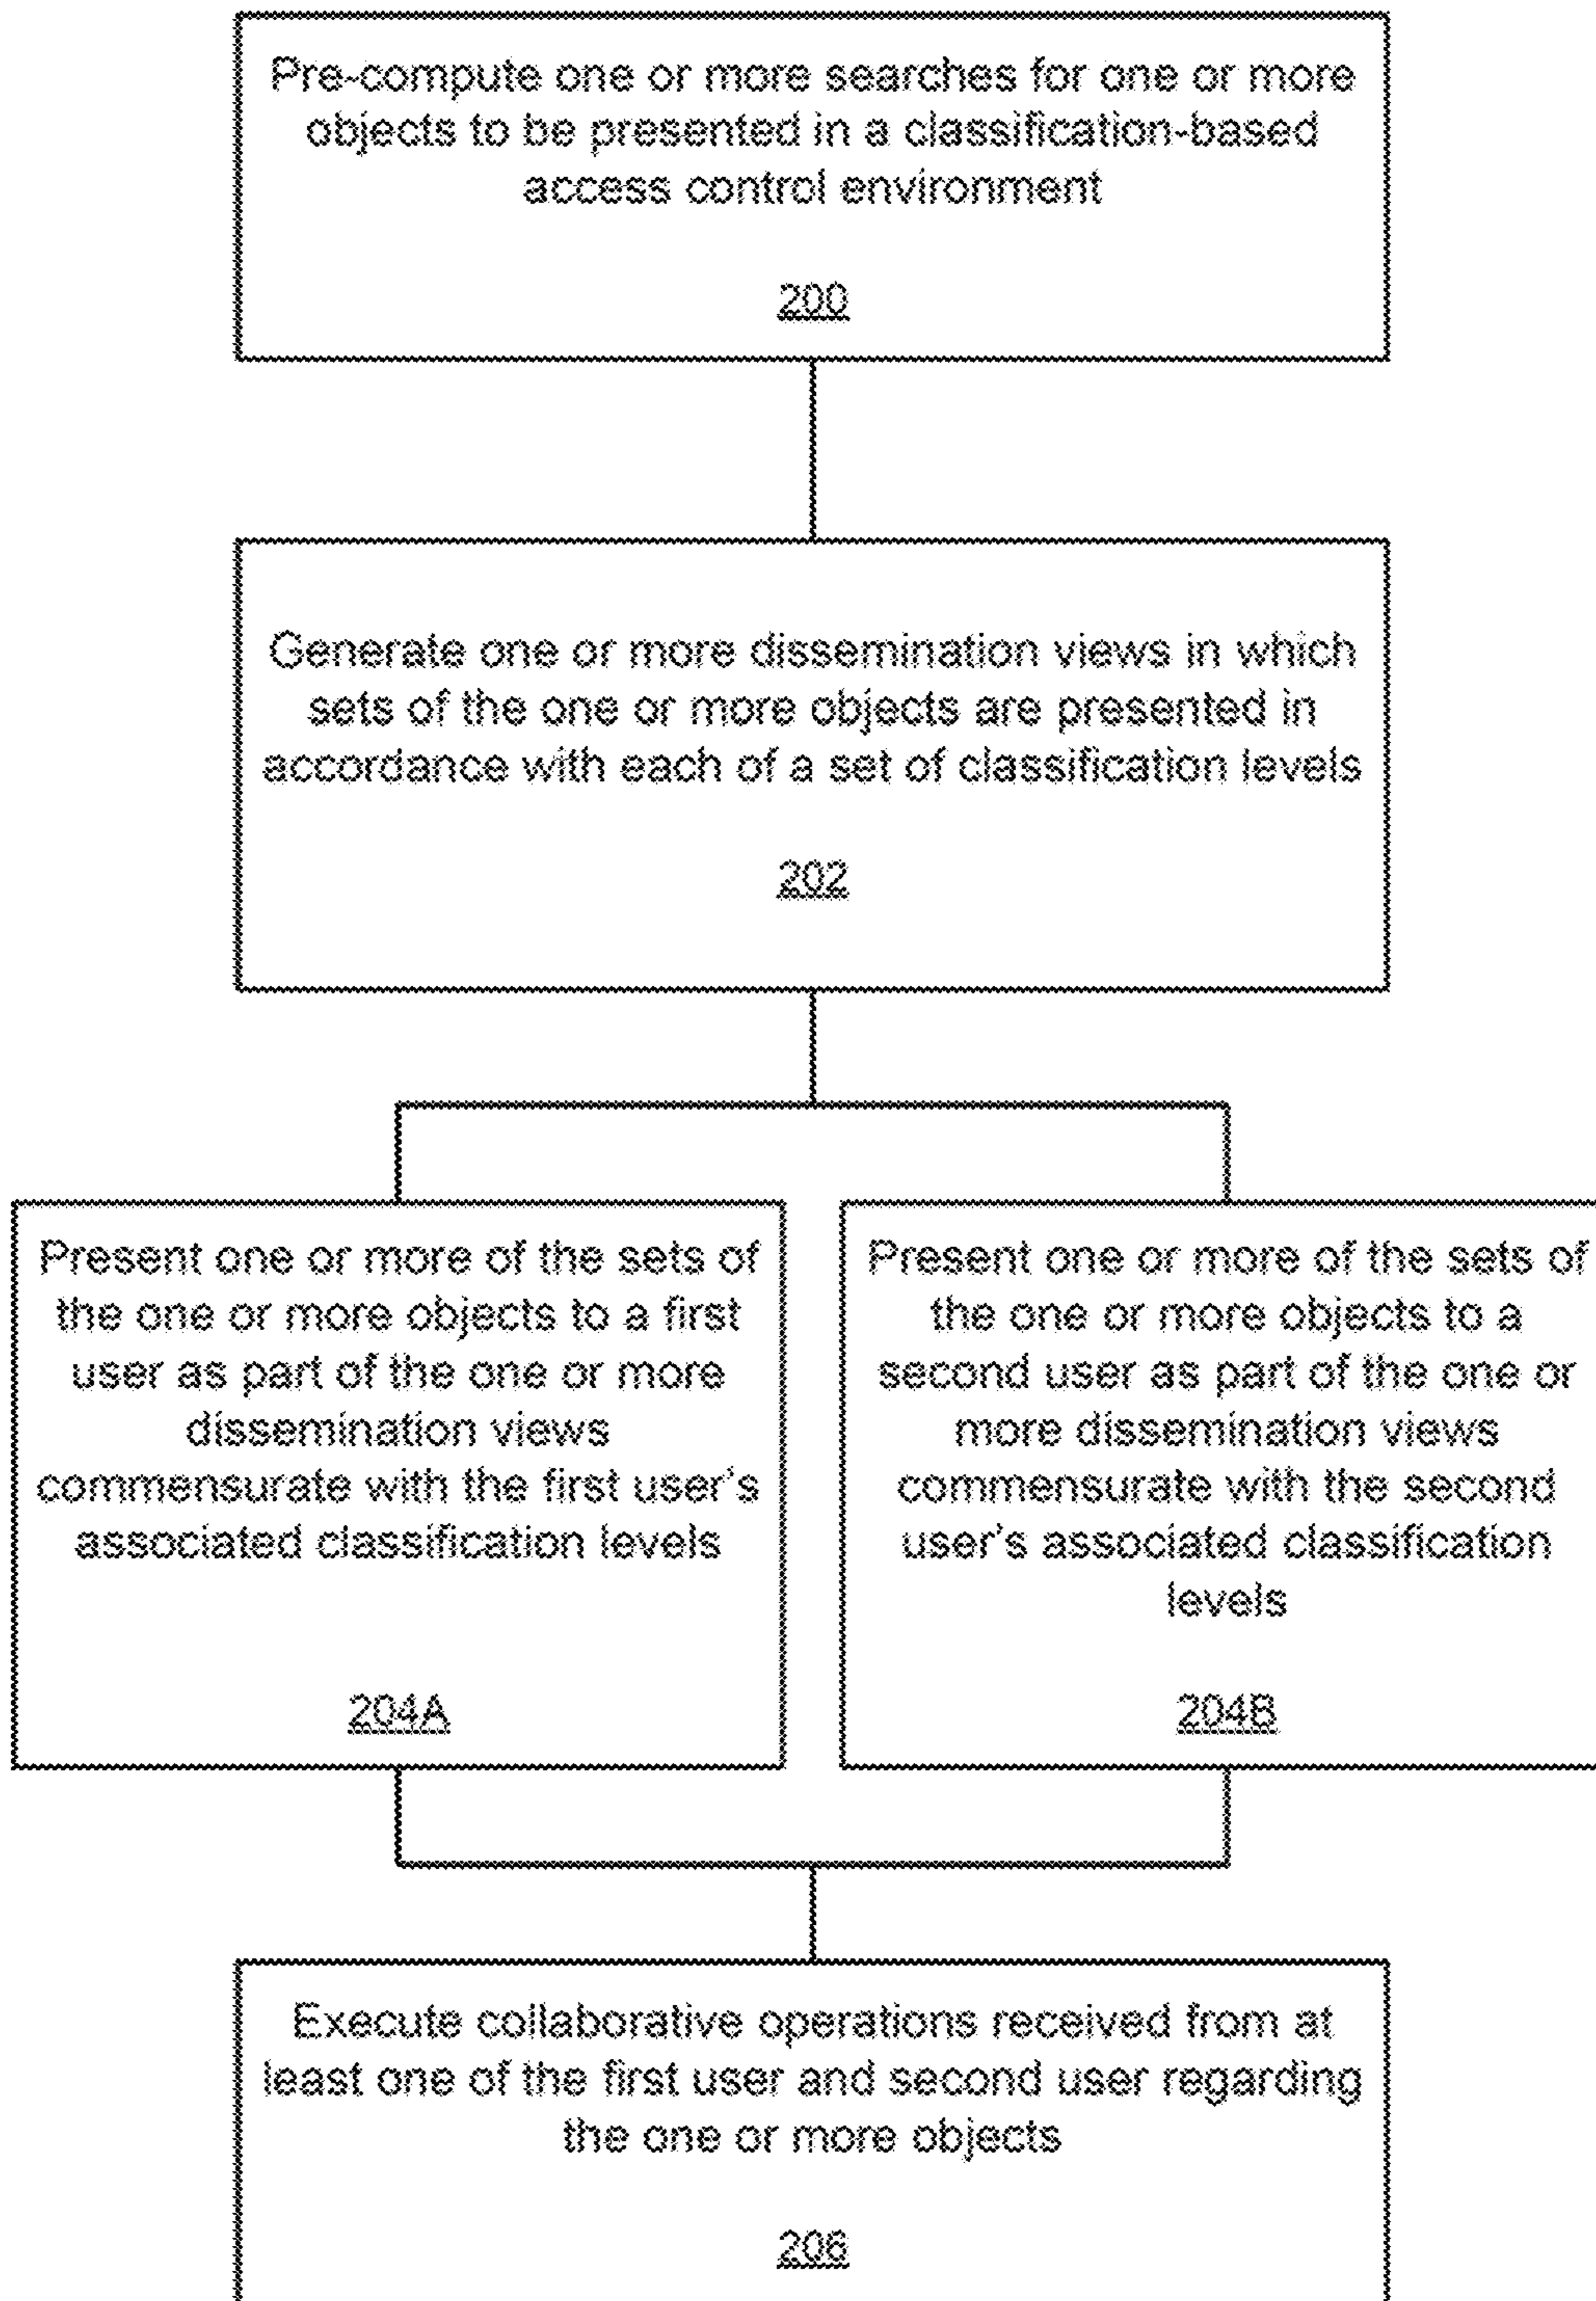 Pre-compute one or more searches for one or more
objects to be presented in a classification-based
access control environment
200
Generate one or more dissemination views in which
sets of the one or more objects are presented in
accordance with each of a set of classification levels
202
Present one or more of the sets of
the one or more objects to a first
user as part of the one or more
dissemination views
commensurate with the first user's
associated classification levels
204A
Present one or more of the sets of
the one or more objects to a
second user as part of the one or
more dissemination views
commensurate with the second
user's associated classification
levels
204B
Execute collaborative operations received from at
least one of the first user and second user regarding
the one or more objects
206